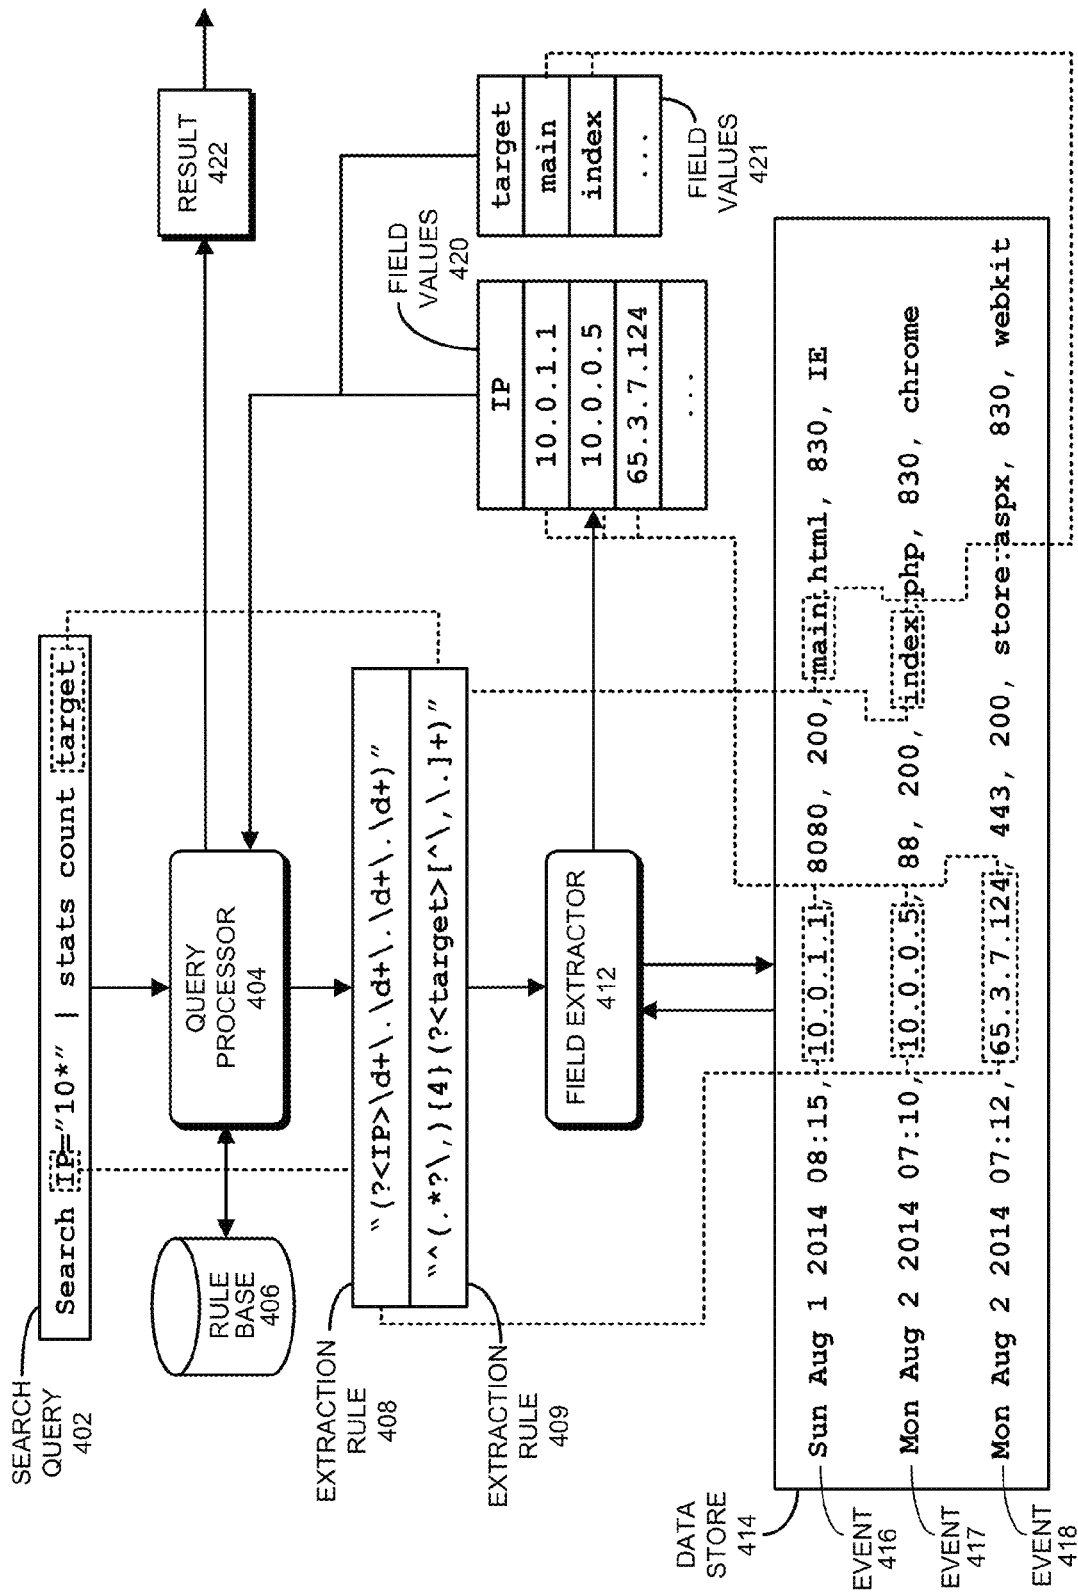 SEARCH
QUERY
402
Search IP="10*" | stats count target
RULE
BASE
406
QUERY
PROCESSOR
404
RESULT
422
EXTRACTION
RULE
408
"(?<IP>\d+\.\d+\.\d+\.\d+)"
"^(.*?\,){4}(?<target>[^\,\.]+)"
EXTRACTION
RULE
409
FIELD EXTRACTOR
412
FIELD
VALUES
420
IP
10.0.1.1
10.0.0.5
65.3.7.124
...
target
main
index
...
FIELD
VALUES
421
DATA
STORE
414
EVENT
416
Sun Aug 1 2014 08:15, 10.0.1.1, 8080, 200, main.html, 830, IE
EVENT
417
Mon Aug 2 2014 07:10, 10.0.0.5, 88, 200, index.php, 830, chrome
EVENT
418
Mon Aug 2 2014 07:12, 65.3.7.124, 443, 200, store.aspx, 830, webkit